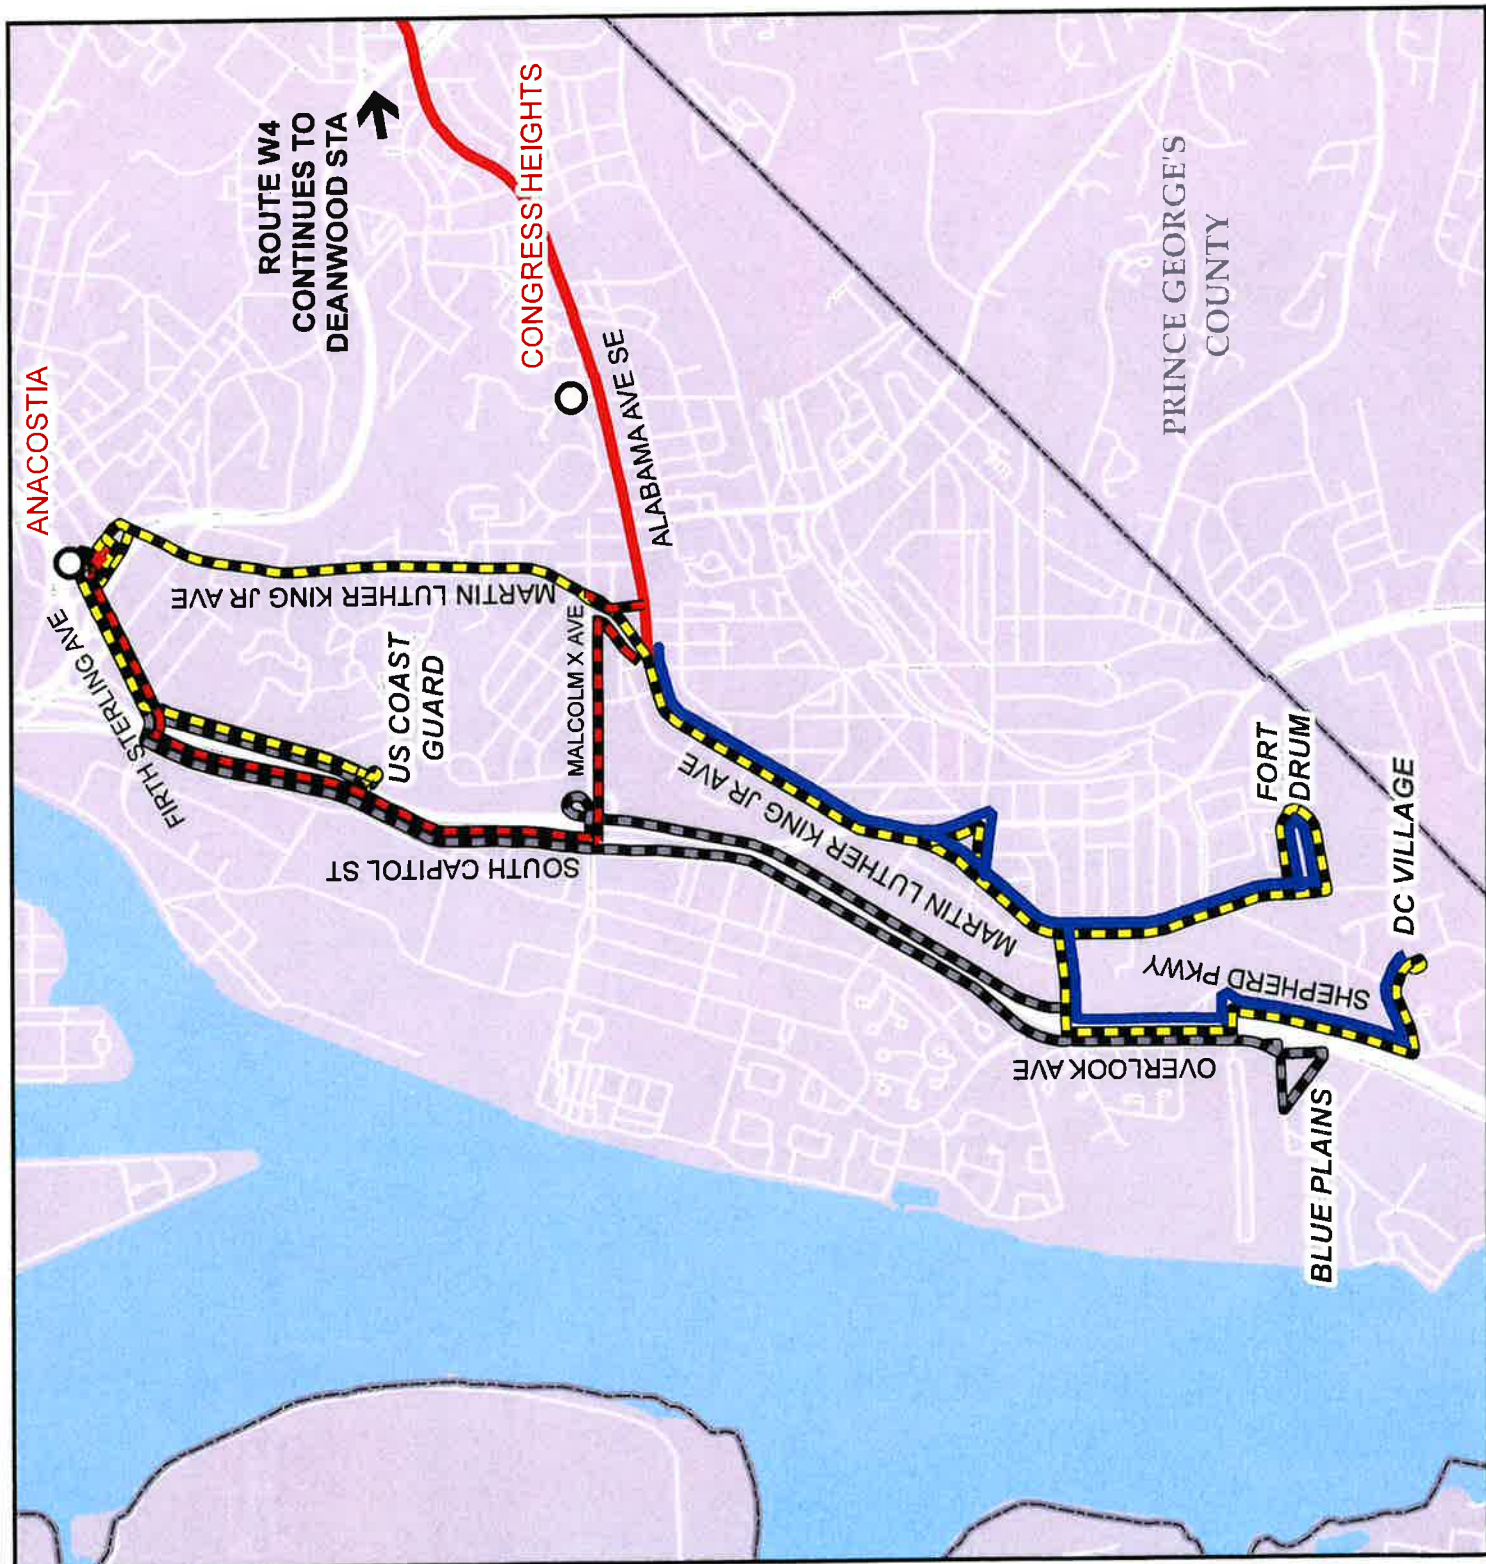 ANACOSTIA
ROUTE W4
CONTINUES TO
DEANWOOD STA
CONGRESS HEIGHTS
ALABAMA AVE SE
MARTIN LUTHER KING JR AVE
FIRTH STERLING AVE
US COAST
GUARD
MALCOLM X AVE
SOUTH CAPITOL ST
MARTIN LUTHER KING JR AVE
PRINCE GEORGE'S
COUNTY
FORT
DRUM
DC VILLAGE
SHEPHERD PKWY
OVERLOOK AVE
BLUE PLAINS